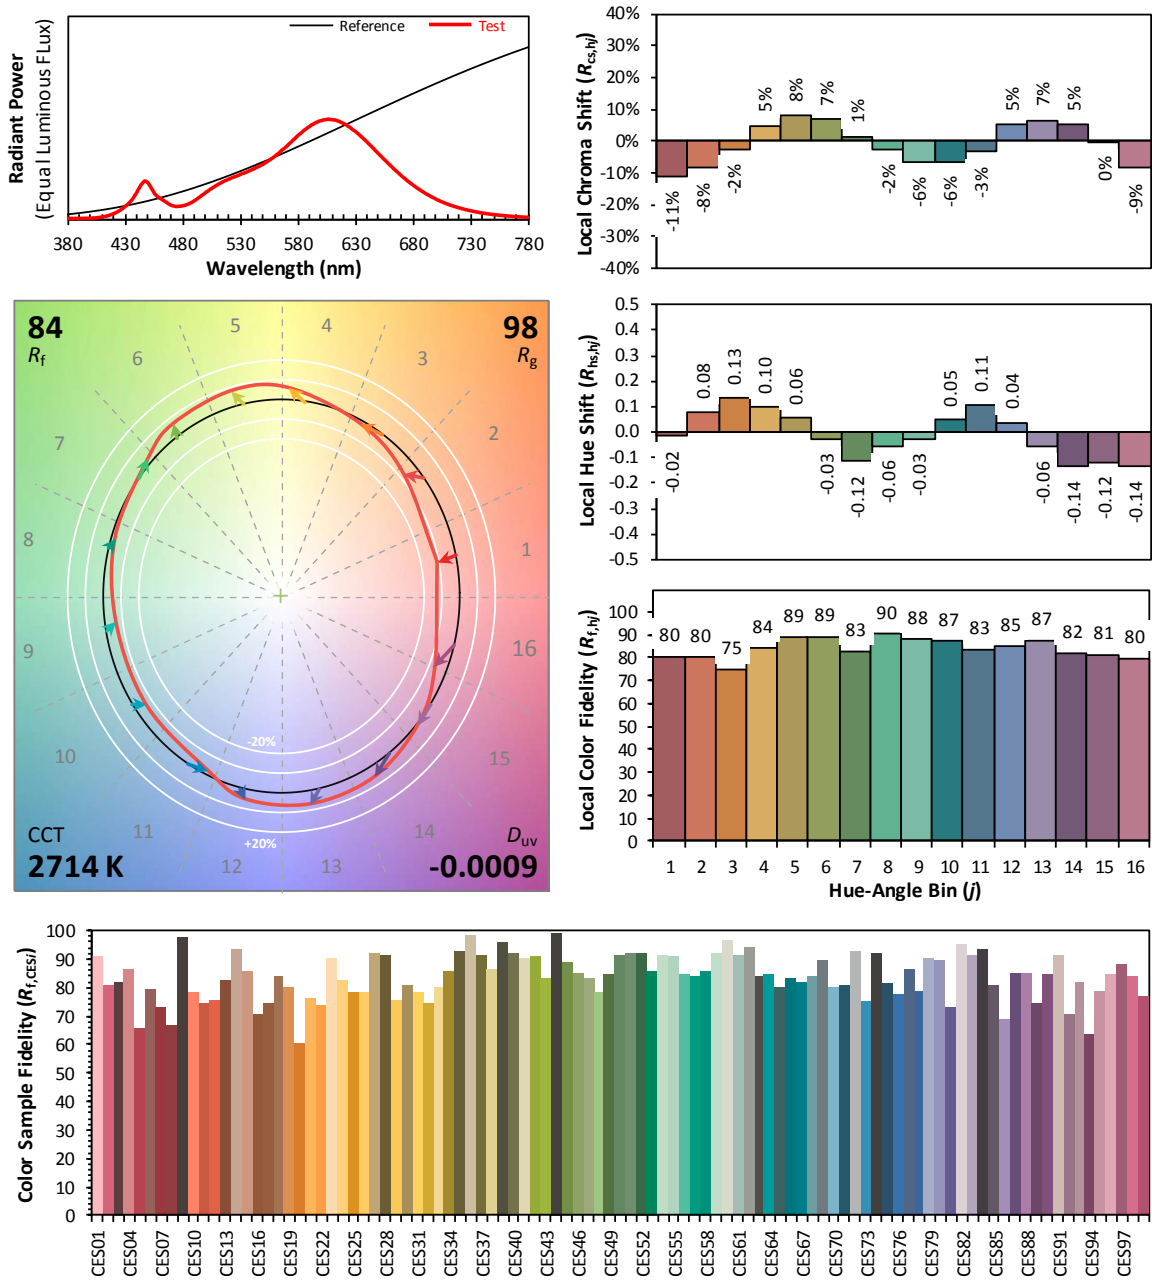 Radiant Power
(Equal Luminous FLux)
Reference
Test
380 430 480 530 580 630 680 730 780
Wavelength (nm)
Local Chroma Shift (Rcs,hj)
40%
30%
20%
10%
0%
-10%
-20%
-30%
-40%
-11% -8% -2% 5% 8% 7% 1% -2% -6% -6% -3% 5% 7% 5% 0% -9%
84
Rf
98
Rg
5 4
6 3
7 2
8 1
9 16
10 15
11 14
12 13
-20%
+20%
CCT
2714 K
Duv
-0.0009
Local Hue Shift (Rhs,hj)
0.5
0.4
0.3
0.2
0.1
0.0
-0.1
-0.2
-0.3
-0.4
-0.5
-0.02 0.08 0.13 0.10 0.06 -0.03 -0.12 -0.06 -0.03 0.05 0.11 0.04 -0.06 -0.14 -0.12 -0.14
Local Color Fidelity (Rf,hj)
100
90
80
70
60
50
40
30
20
10
0
80 80 75 84 89 89 83 90 88 87 83 85 87 82 81 80
1 2 3 4 5 6 7 8 9 10 11 12 13 14 15 16
Hue-Angle Bin (j)
Color Sample Fidelity (Rf,CESi)
100
90
80
70
60
50
40
30
20
10
0
CES01 CES04 CES07 CES10 CES13 CES16 CES19 CES22 CES25 CES28 CES31 CES34 CES37 CES40 CES43 CES46 CES49 CES52 CES55 CES58 CES61 CES64 CES67 CES70 CES73 CES76 CES79 CES82 CES85 CES88 CES91 CES94 CES97